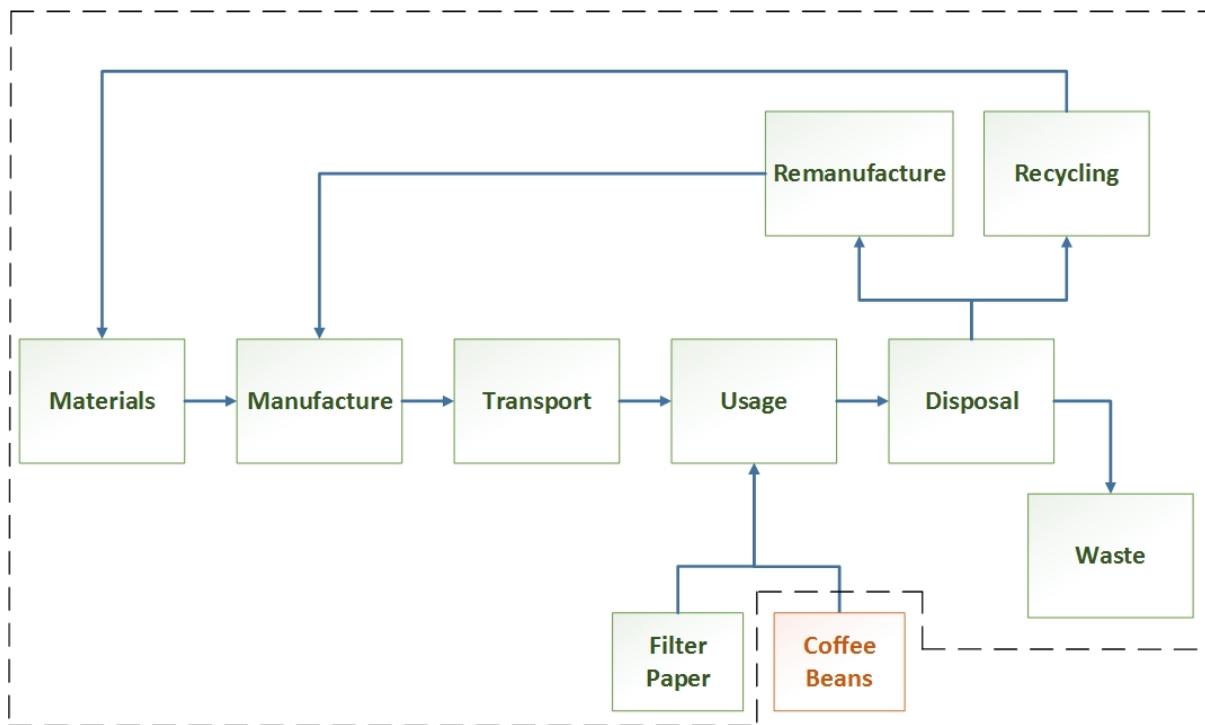 Remanufacture
Recycling
Materials
Manufacture
Transport
Usage
Disposal
Waste
Filter
Paper
Coffee
Beans